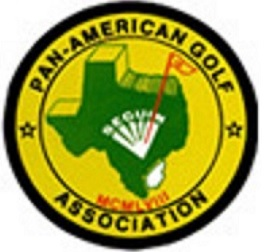 PAN-AMERICAN GOLF
SEGUIN
MCMLVIII
ASSOCIATION